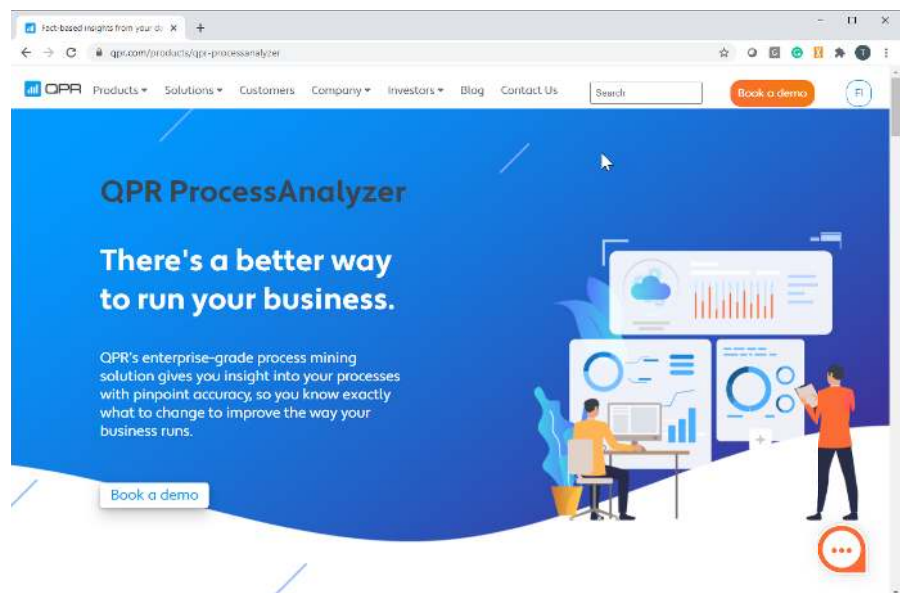 Fact-based insights from your d
qpr.com/products/qpr-processanalyzer
T
QPR Products Solutions Customers Company Investors Blog Contact Us Search Book a demo FI
QPR ProcessAnalyzer
There's a better way
to run your business.
QPR's enterprise-grade process mining
solution gives you insight into your processes
with pinpoint accuracy, so you know exactly
what to change to improve the way your
business runs.
Book a demo